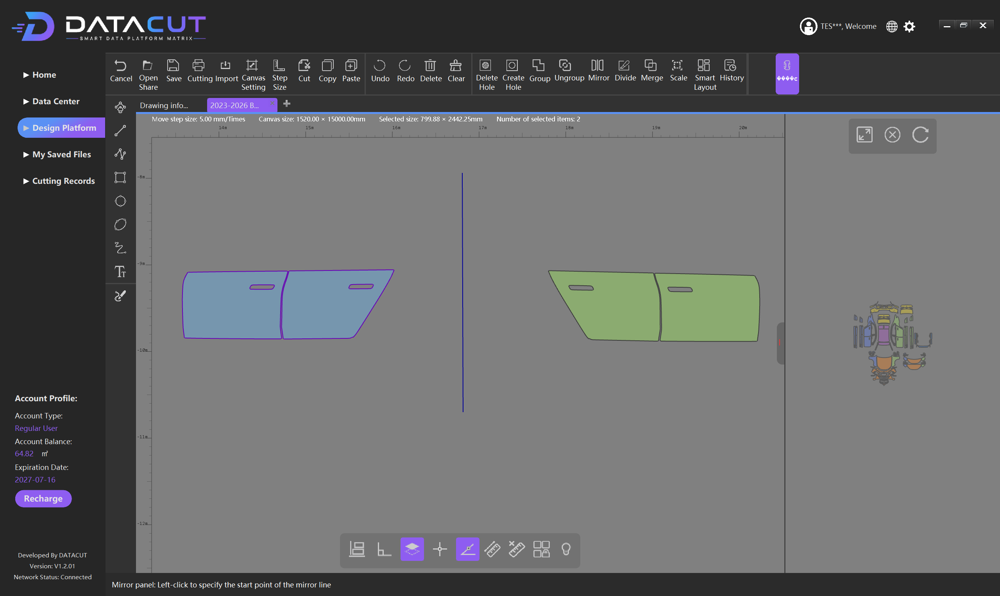 DATACUT
SMART DATA PLATFORM MATRIX
TES***, Welcome
Home
Data Center
Design Platform
My Saved Files
Cutting Records
Cancel
Open Share
Save
Cutting
Import
Canvas Setting
Step Size
Cut
Copy
Paste
Undo
Redo
Delete
Clear
Delete Hole
Create Hole
Group
Ungroup
Mirror
Divide
Merge
Scale
Smart Layout
History
Drawing info...
2023-2026 B...
Move step size: 5.00 mm/Times
Canvas size: 1520.00 × 15000.00mm
Selected size: 799.88 × 2442.25mm
Number of selected items: 2
14m
15m
16m
17m
18m
19m
20m
-8m
-9m
-10m
-11m
-12m
Account Profile:
Account Type:
Regular User
Account Balance:
64.82 ㎡
Expiration Date:
2027-07-16
Recharge
Developed By DATACUT
Version: V1.2.01
Network Status: Connected
Mirror panel: Left-click to specify the start point of the mirror line